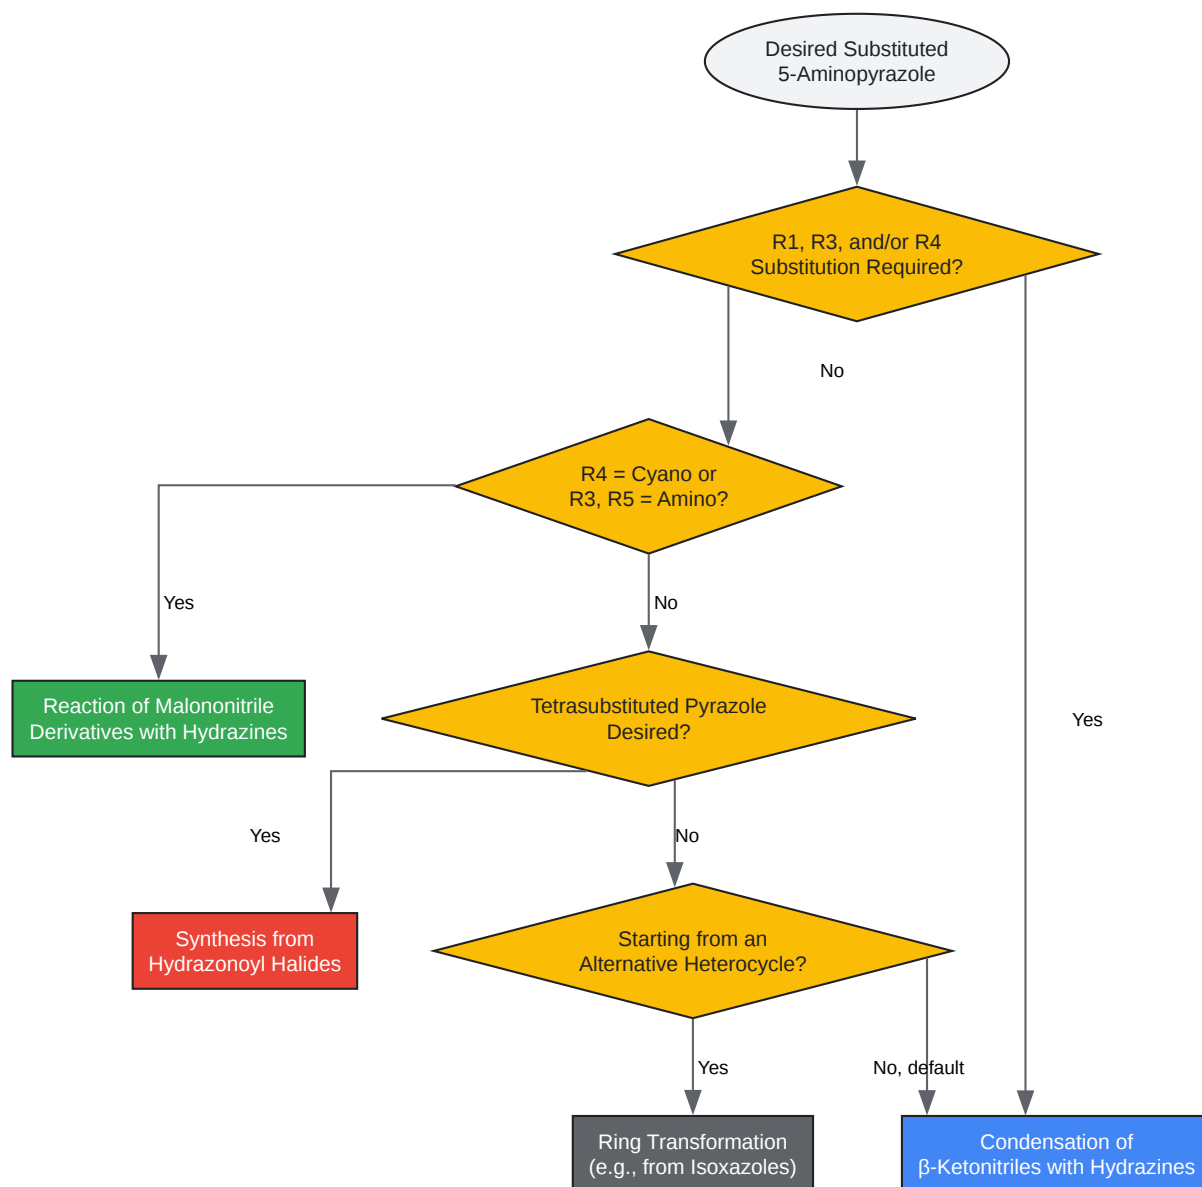 Desired Substituted
5-Aminopyrazole
R1, R3, and/or R4
Substitution Required?
No
R4 = Cyano or
R3, R5 = Amino?
Yes
No
Reaction of Malononitrile
Derivatives with Hydrazines
Tetrasubstituted Pyrazole
Desired?
Yes
Yes
No
Synthesis from
Hydrazonoyl Halides
Starting from an
Alternative Heterocycle?
Yes
No, default
Ring Transformation
(e.g., from Isoxazoles)
Condensation of
β-Ketonitriles with Hydrazines